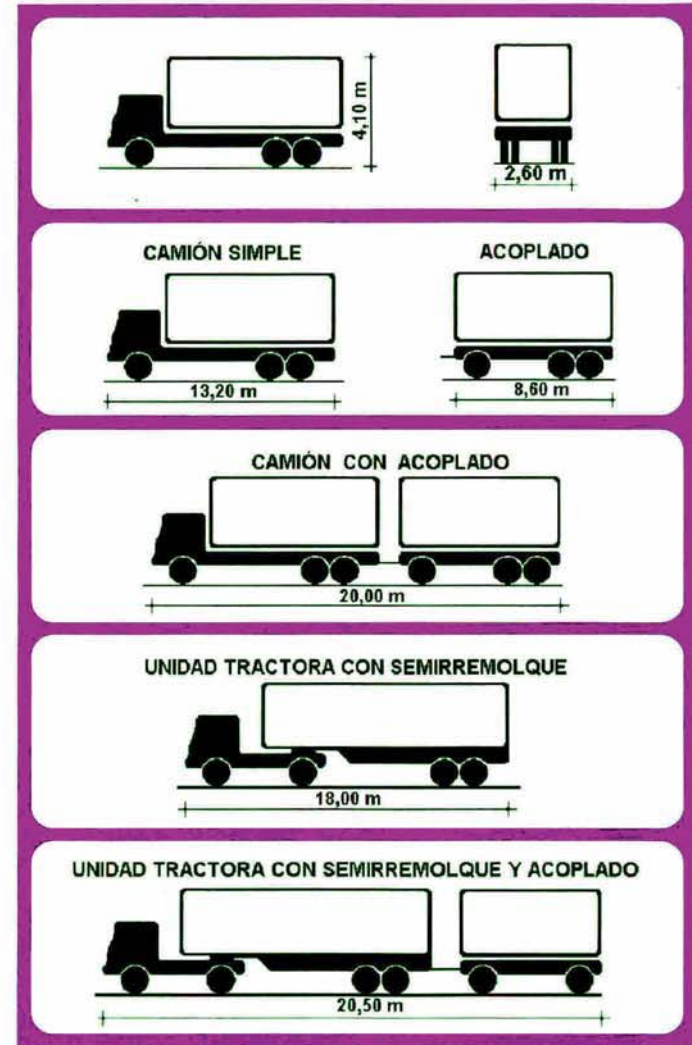 4,10 m
2,60 m
CAMIÓN SIMPLE
ACOPLADO
13,20 m
8,60 m
CAMIÓN CON ACOPLADO
20,00 m
UNIDAD TRACTORA CON SEMIRREMOLQUE
18,00 m
UNIDAD TRACTORA CON SEMIRREMOLQUE Y ACOPLADO
20,50 m